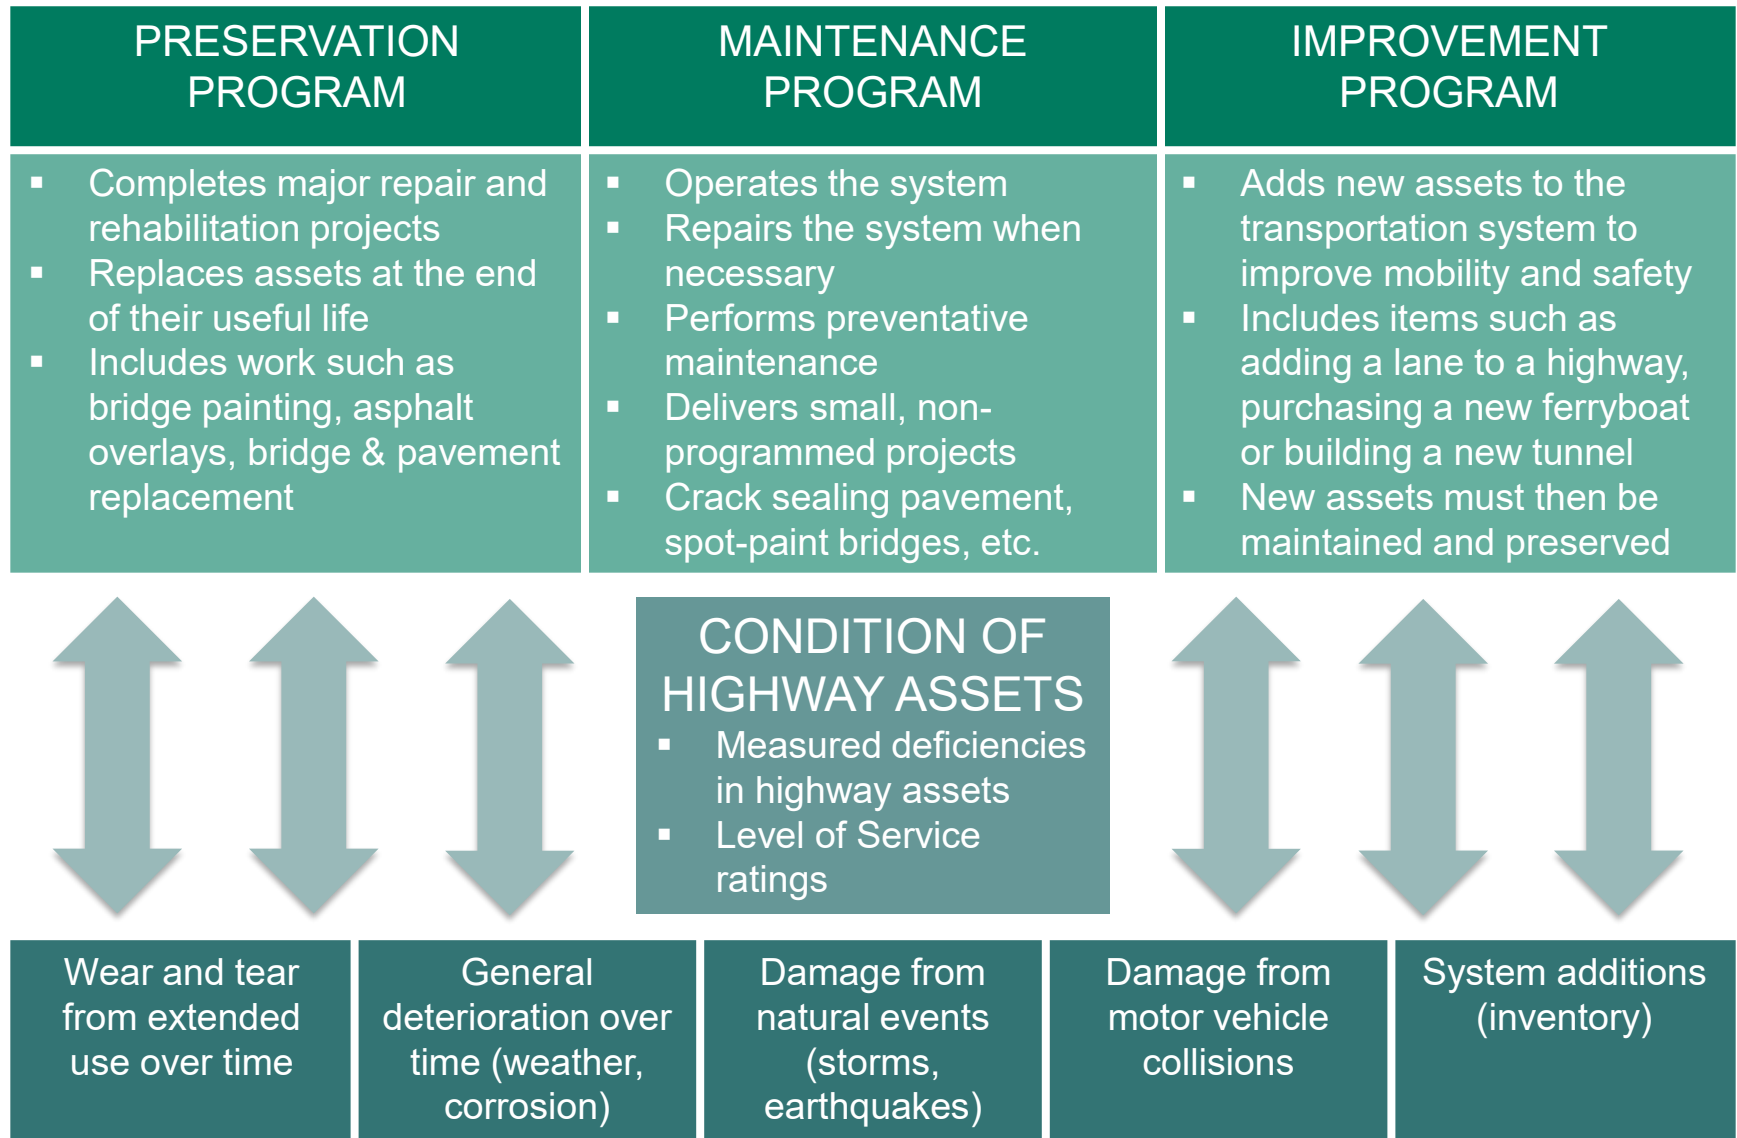 PRESERVATION
PROGRAM
MAINTENANCE
PROGRAM
IMPROVEMENT
PROGRAM
▪ Completes major repair and
rehabilitation projects
▪ Replaces assets at the end
of their useful life
▪ Includes work such as
bridge painting, asphalt
overlays, bridge & pavement
replacement
▪ Operates the system
▪ Repairs the system when
necessary
▪ Performs preventative
maintenance
▪ Delivers small, non-
programmed projects
▪ Crack sealing pavement,
spot-paint bridges, etc.
▪ Adds new assets to the
transportation system to
improve mobility and safety
▪ Includes items such as
adding a lane to a highway,
purchasing a new ferryboat
or building a new tunnel
▪ New assets must then be
maintained and preserved
CONDITION OF
HIGHWAY ASSETS
▪ Measured deficiencies
in highway assets
▪ Level of Service
ratings
Wear and tear
from extended
use over time
General
deterioration over
time (weather,
corrosion)
Damage from
natural events
(storms,
earthquakes)
Damage from
motor vehicle
collisions
System additions
(inventory)